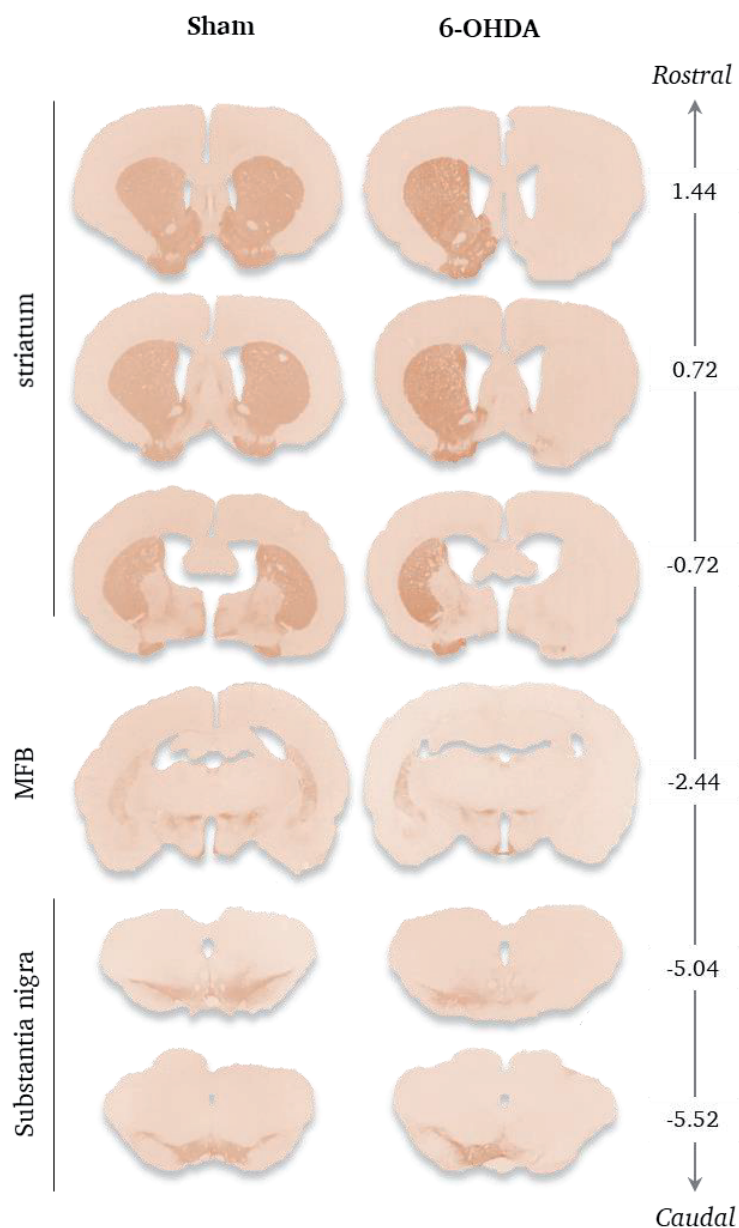 Sham 6-OHDA
Rostral
striatum
1.44
0.72
-0.72
MFB
-2.44
Substantia nigra
-5.04
-5.52
Caudal